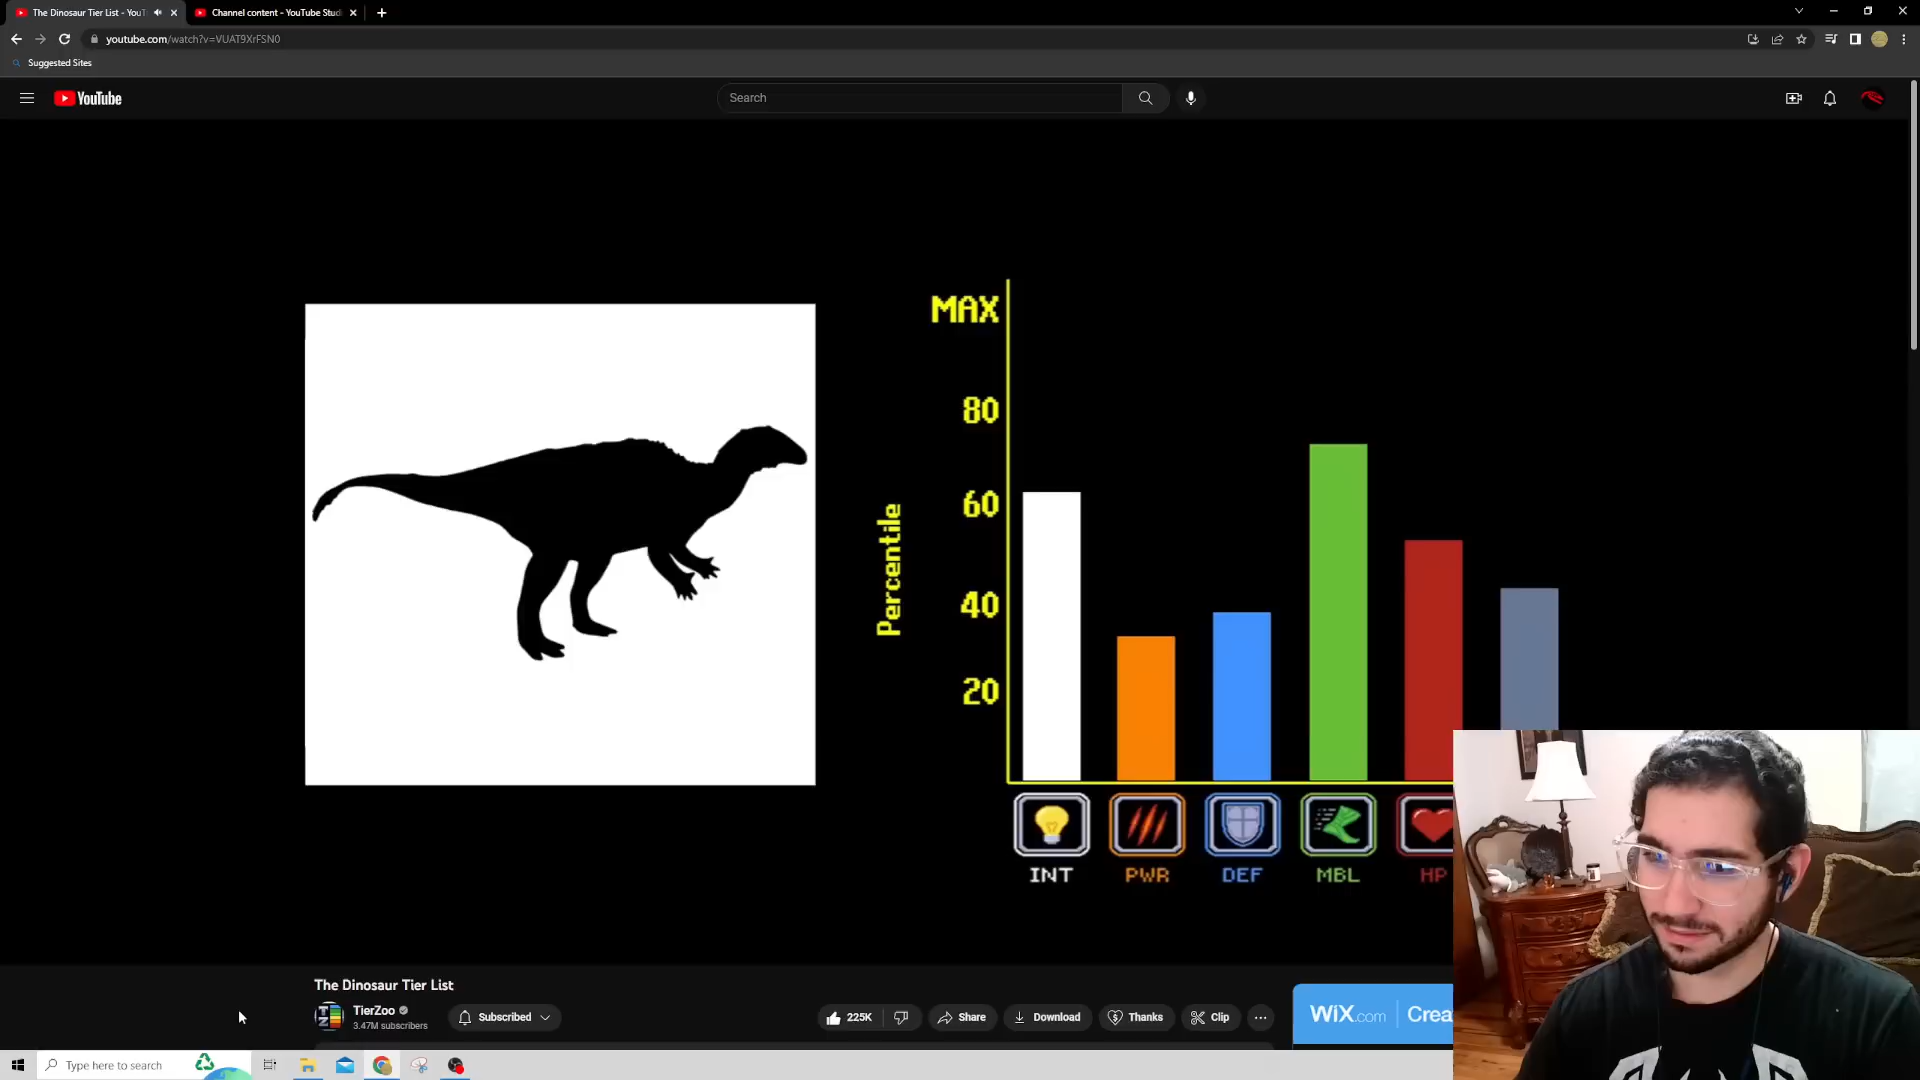 The Dinosaur Tier List - YouT
Channel content - YouTube Stud
youtube.com/watch?v=VUAT9XrFSN0
Suggested Sites
YouTube
Search
MAX
80
60
40
20
Percentile
INT
PWR
DEF
MBL
HP
The Dinosaur Tier List
TierZoo
3.47M subscribers
Subscribed
225K
Share
Download
Thanks
Clip
WiX.com
Crea
Type here to search